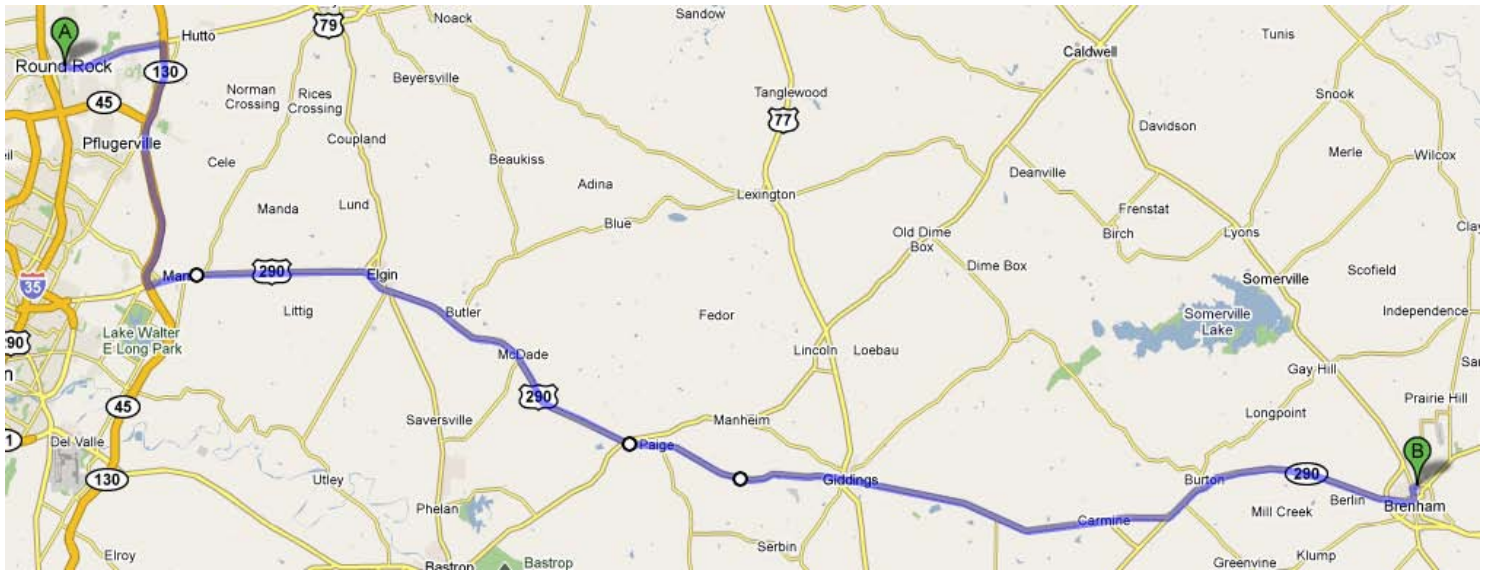 A
Round Rock
Hutto
79
Noack
Sandow
Tunis
130
45
Norman
Crossing
Rices
Crossing
Beyersville
Tanglewood
77
Caldwell
Snook
Pflugerville
Cele
Coupland
Beaukiss
Adina
Davidson
Merle
Wilcox
Manda
Lund
Blue
Lexington
Deanville
Frenstat
Birch
Lyons
Old Dime
Box
Dime Box
35
290
Elgin
Somerville
Scofield
Littig
Butler
Fedor
Somerville
Lake
Independence
Lake Walter
E Long Park
290
McDade
Lincoln
Loebau
Gay Hill
45
290
Saversville
Manheim
Longpoint
Prairie Hill
1
Del Valle
130
Utley
Paige
Giddings
Burton
290
B
Phelan
Carmine
Mill Creek
Berlin
Brenham
Elroy
Bastrop
Bastrop
Serbin
Greenvine
Klump